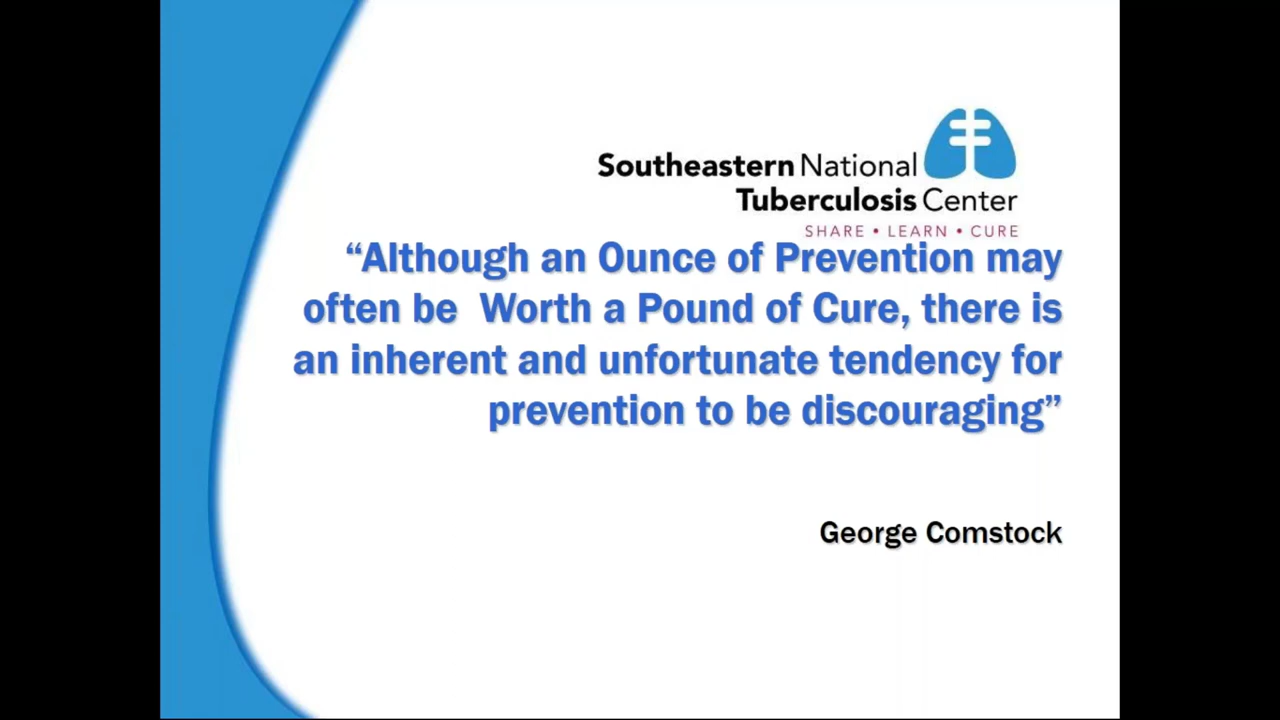 Southeastern National
Tuberculosis Center
SHARE • LEARN • CURE
“Although an Ounce of Prevention may
often be  Worth a Pound of Cure, there is
an inherent and unfortunate tendency for
prevention to be discouraging”
George Comstock